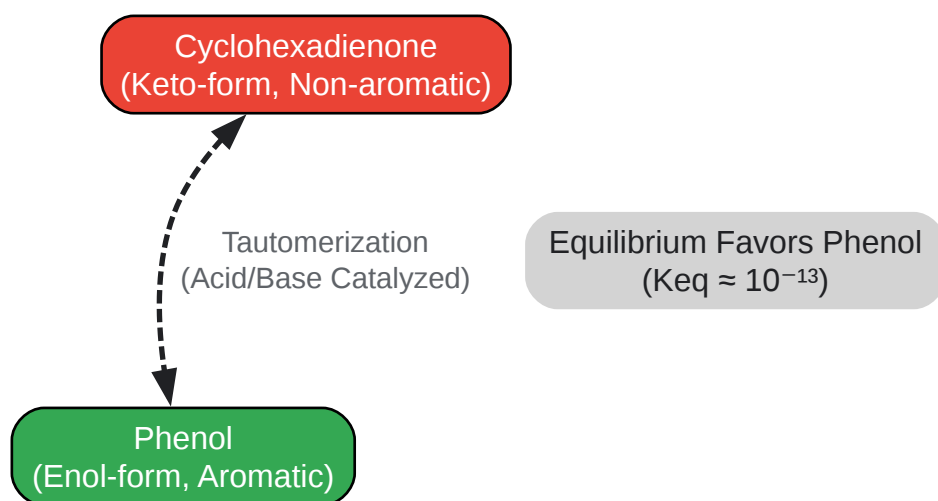 Cyclohexadienone
(Keto-form, Non-aromatic)
Tautomerization
(Acid/Base Catalyzed)
Equilibrium Favors Phenol
(Keq ≈ 10⁻¹³)
Phenol
(Enol-form, Aromatic)